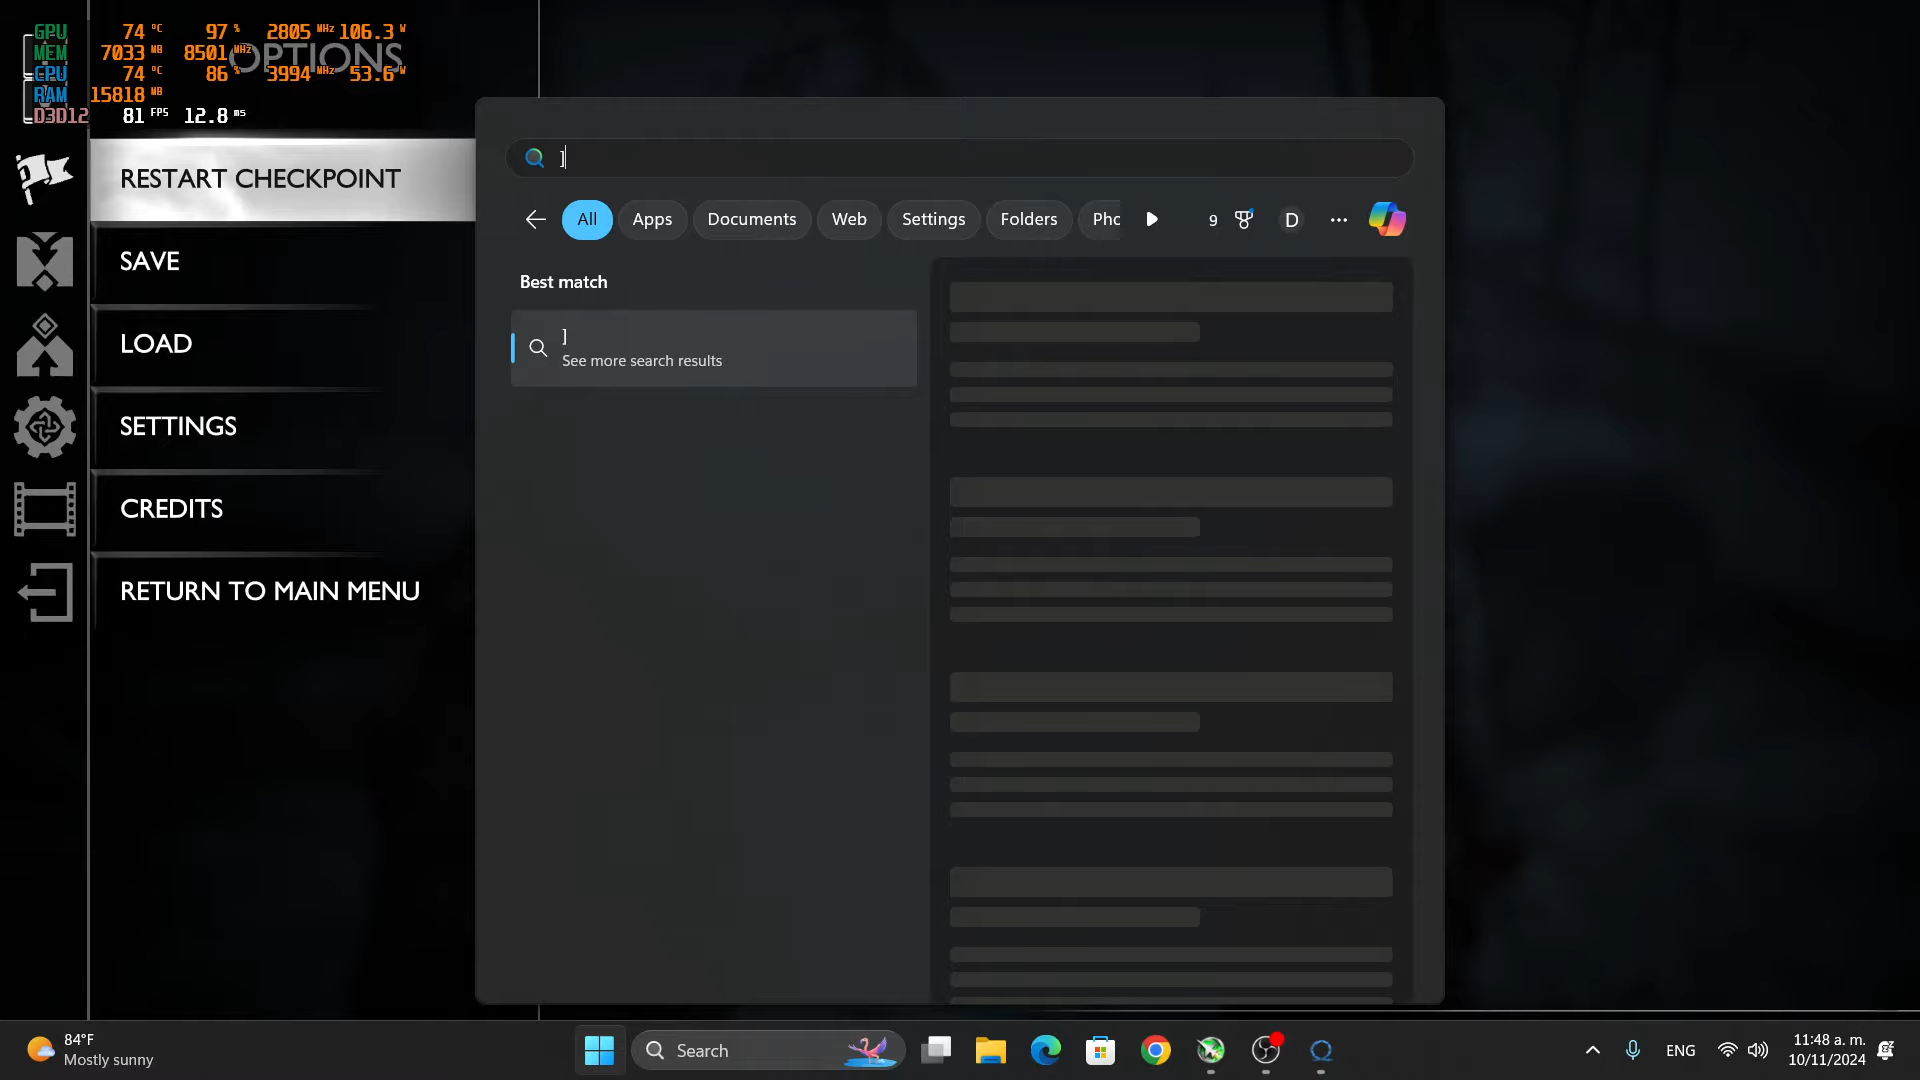 GPU 74 °C 97 % 2805 MHz 106.3 W
MEM 7033 MB 8501 MHz
CPU 74 °C 86 % 3994 MHz 53.6 W
RAM 15818 MB
D3D12 81 FPS 12.8 ms
OPTIONS
RESTART CHECKPOINT
SAVE
LOAD
SETTINGS
CREDITS
RETURN TO MAIN MENU
]
All Apps Documents Web Settings Folders Pho 9 D
Best match
]
See more search results
84°F
Mostly sunny
Search
ENG
11:48 a. m.
10/11/2024